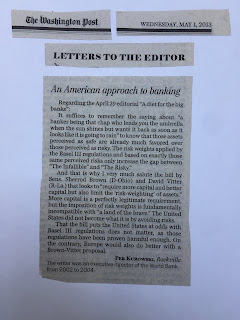 The Washington Post
WEDNESDAY, MAY 1, 2013
LETTERS TO THE EDITOR
An American approach to banking
Regarding the April 29 editorial "A diet for the big
banks":
It suffices to remember the saying about "a
banker being that chap who lends you the umbrella
when the sun shines but wants it back as soon as it
looks like it is going to rain" to know that those assets
perceived as safe are already much favored over
those perceived as risky. The risk weights applied by
the Basel III regulations and based on exactly those
same perceived risks only increase the gap between
"The Infallible" and "The Risky."
And that is why I very much salute the bill by
Sens. Sherrod Brown (D-Ohio) and David Vitter
(R-La.) that looks to "require more capital and better
capital but also limit the 'risk-weighting' of assets."
More capital is a perfectly legitimate requirement,
but the imposition of risk weights is fundamentally
incompatible with "a land of the brave." The United
States did not become what it is by avoiding risks.
That the bill puts the United States at odds with
Basel III regulations does not matter, as those
regulations have been proven harmful enough. On
the contrary, Europe would also do better with a
Brown-Vitter proposal.
PER KUROWSKI, Rockville
The writer was an executive director of the World Bank
from 2002 to 2004.